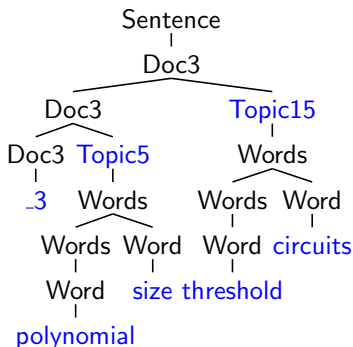 Sentence
Doc3
Doc3 Topic15
Doc3 Topic5 Words
_3 Words Words Word
Words Word Word circuits
Word size threshold
polynomial